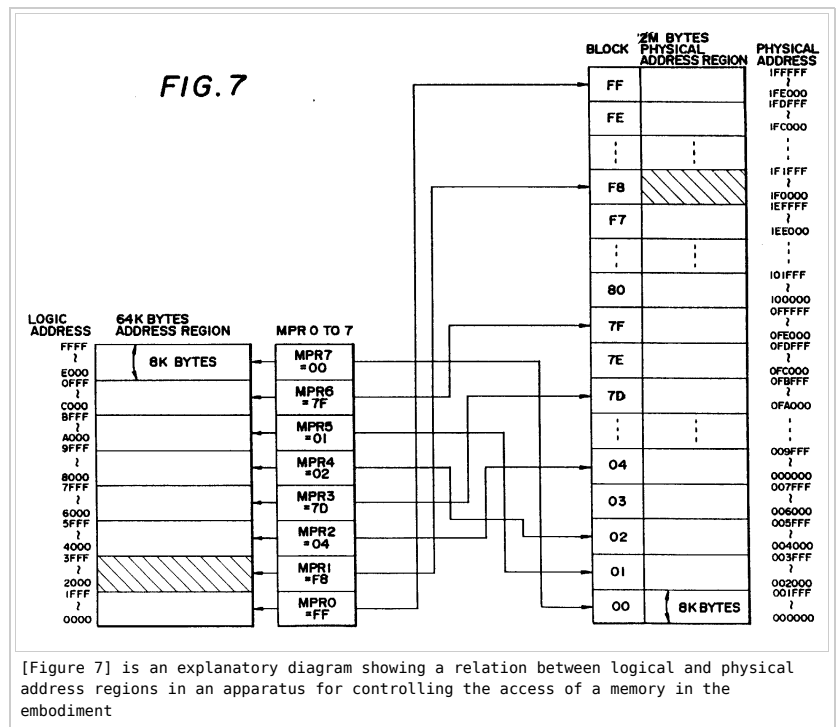 FIG.7
BLOCK
2M BYTES
PHYSICAL
ADDRESS REGION
PHYSICAL
ADDRESS
FF
1FFFFF
~
1FE000
FE
1FDFFF
~
1FC000
F8
1F1FFF
~
1F0000
F7
1EFFFF
~
1EE000
80
101FFF
~
100000
7F
0FFFFF
~
0FE000
7E
0FDFFF
~
0FC000
7D
0FBFFF
~
0FA000
04
009FFF
~
000000
03
007FFF
~
006000
02
005FFF
~
004000
01
003FFF
~
002000
00
8K BYTES
001FFF
~
000000
LOGIC
ADDRESS
64K BYTES
ADDRESS REGION
MPR 0 TO 7
FFFF
~
E000
8K BYTES
MPR7
=00
0FFF
~
C000
MPR6
=7F
BFFF
~
A000
MPR5
=01
9FFF
~
8000
MPR4
=02
7FFF
~
6000
MPR3
=7D
5FFF
~
4000
MPR2
=04
3FFF
~
2000
MPR1
=F8
1FFF
~
0000
MPR0
=FF
[Figure 7] is an explanatory diagram showing a relation between logical and physical
address regions in an apparatus for controlling the access of a memory in the
embodiment